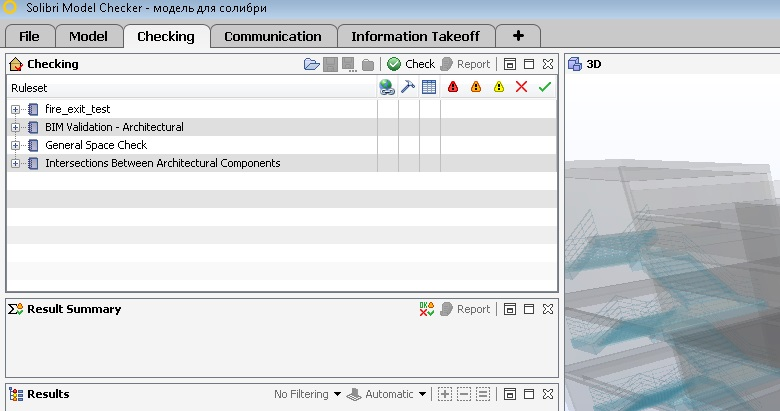 Solibri Model Checker - модель для солибри
File Model Checking Communication Information Takeoff +
Checking Check Report 3D
Ruleset
fire_exit_test
BIM Validation - Architectural
General Space Check
Intersections Between Architectural Components
Result Summary Report
Results No Filtering Automatic